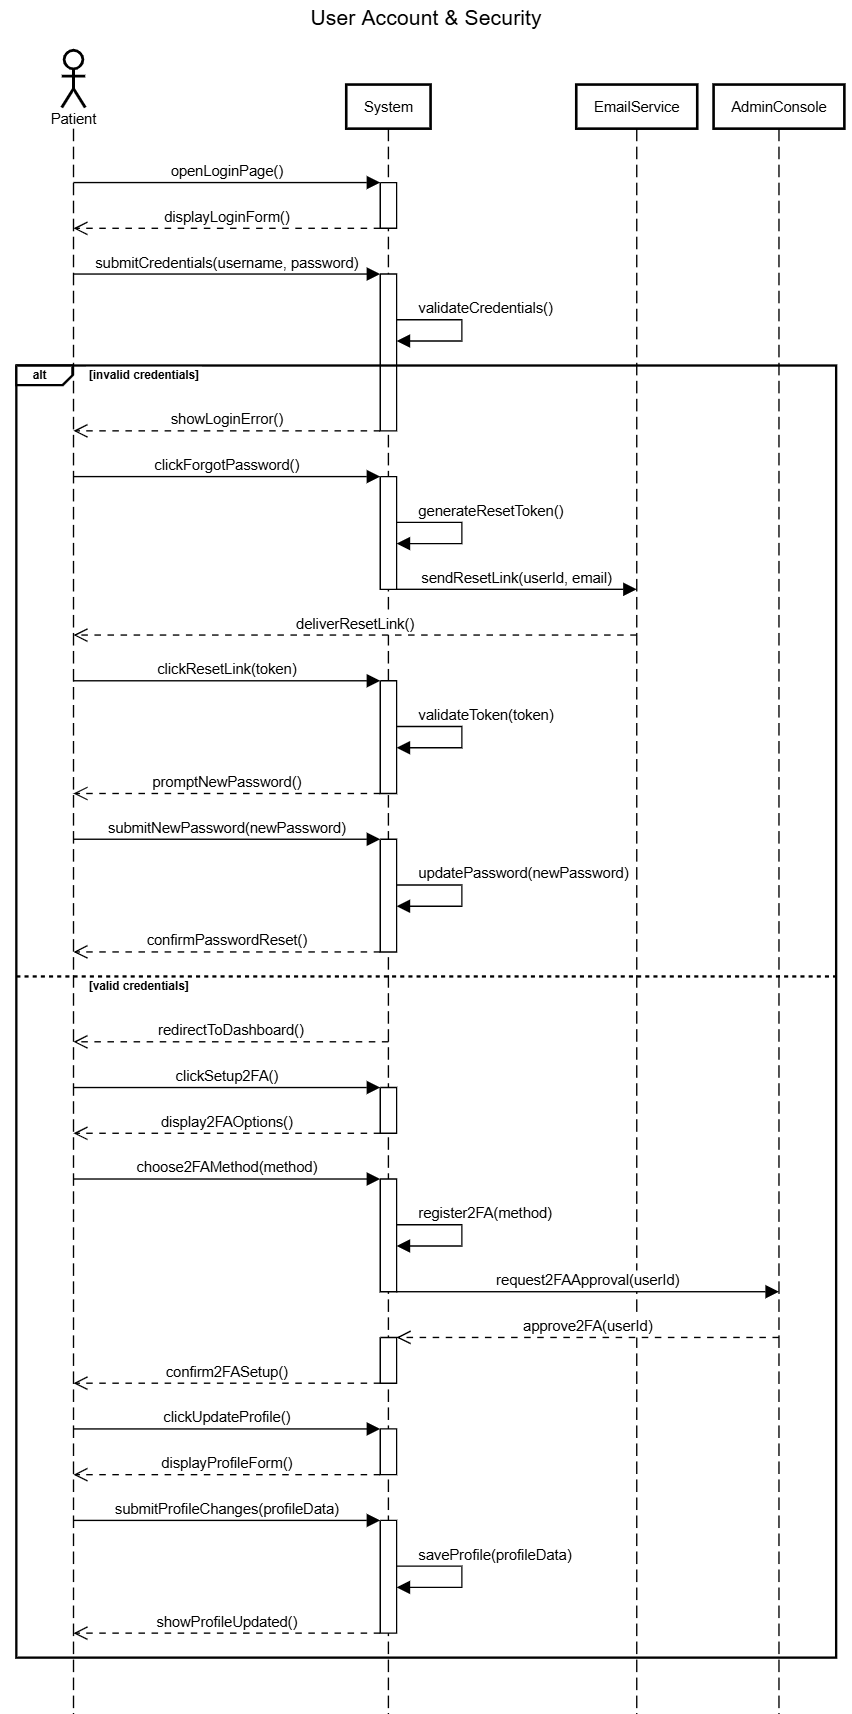 User Account & Security
Patient
System
EmailService
AdminConsole
openLoginPage()
displayLoginForm()
submitCredentials(username, password)
validateCredentials()
alt
[invalid credentials]
showLoginError()
clickForgotPassword()
generateResetToken()
sendResetLink(userId, email)
deliverResetLink()
clickResetLink(token)
validateToken(token)
promptNewPassword()
submitNewPassword(newPassword)
updatePassword(newPassword)
confirmPasswordReset()
[valid credentials]
redirectToDashboard()
clickSetup2FA()
display2FAOptions()
choose2FAMethod(method)
register2FA(method)
request2FAApproval(userId)
approve2FA(userId)
confirm2FASetup()
clickUpdateProfile()
displayProfileForm()
submitProfileChanges(profileData)
saveProfile(profileData)
showProfileUpdated()